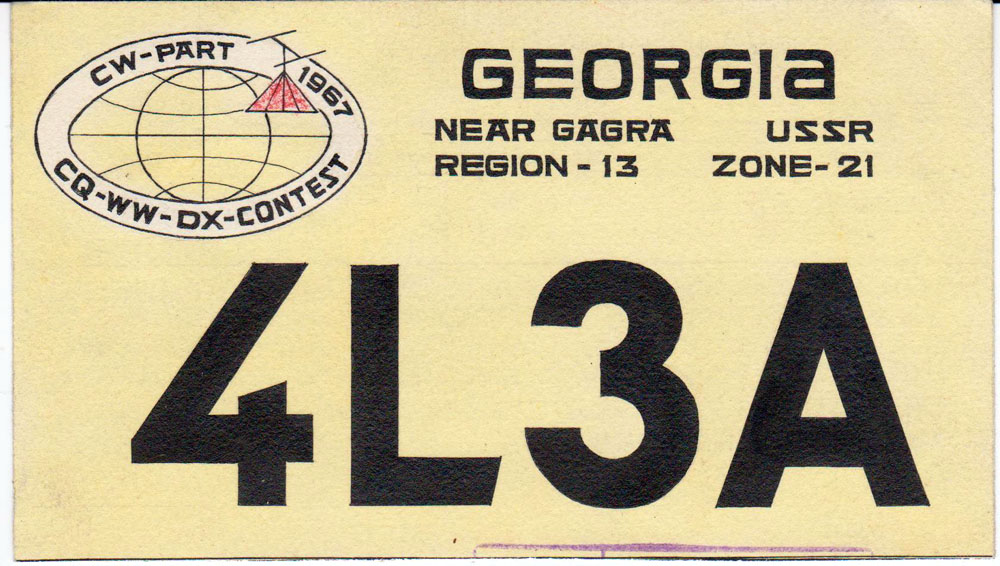 CW-PART
1967
CQ-WW-DX-CONTEST
GEORGIa
NEAR GAGRA USSR
REGION - 13 ZONE- 21
4L3A